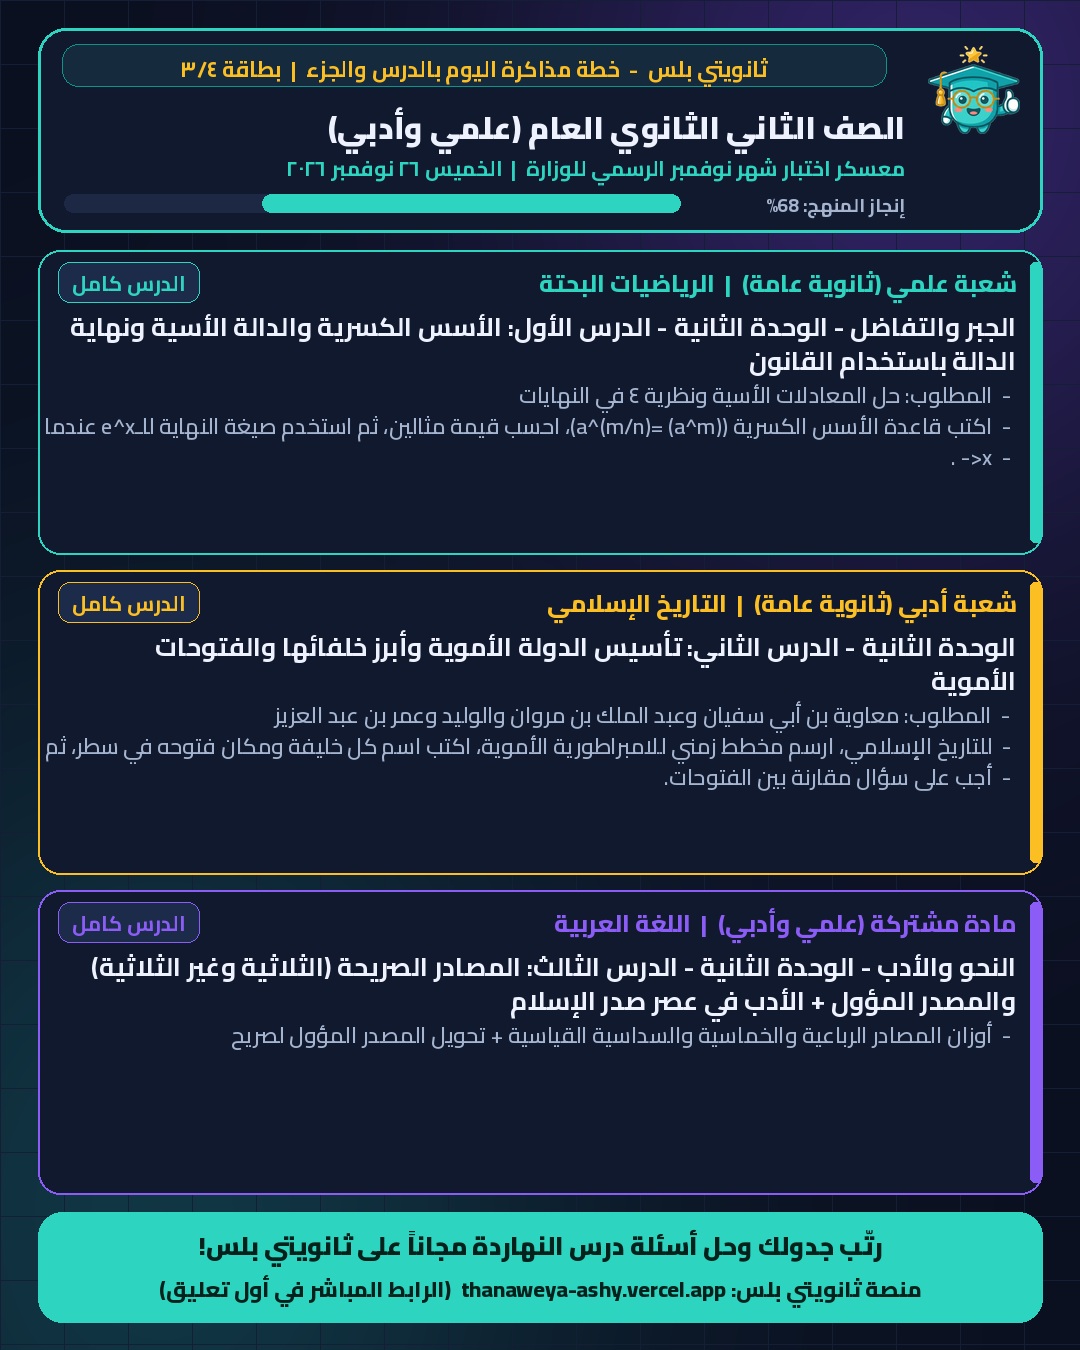 ثانويتي بلس - خطة مذاكرة اليوم بالدرس والجزء | بطاقة ٣/٤
الصف الثاني الثانوي العام (علمي وأدبي)
معسكر اختبار شهر نوفمبر الرسمي للوزارة | الخميس ٢٦ نوفمبر ٢٠٢٦
إنجاز المنهج: 68%
شعبة علمي (ثانوية عامة) | الرياضيات البحتة
الدرس كامل
الجبر والتفاضل - الوحدة الثانية - الدرس الأول: الأسس الكسرية والدالة الأسية ونهاية
الدالة باستخدام القانون
- المطلوب: حل المعادلات الأسية ونظرية ٤ في النهايات
- اكتب قاعدة الأسس الكسرية (a^(m/n)= (a^m))، احسب قيمة مثالين، ثم استخدم صيغة النهاية للـe^x عندما
- x<- .
شعبة أدبي (ثانوية عامة) | التاريخ الإسلامي
الدرس كامل
الوحدة الثانية - الدرس الثاني: تأسيس الدولة الأموية وأبرز خلفائها والفتوحات
الأموية
- المطلوب: معاوية بن أبي سفيان وعبد الملك بن مروان والوليد وعمر بن عبد العزيز
- للتاريخ الإسلامي، ارسم مخطط زمني للامبراطورية الأموية، اكتب اسم كل خليفة ومكان فتوحه في سطر، ثم
- أجب على سؤال مقارنة بين الفتوحات.
مادة مشتركة (علمي وأدبي) | اللغة العربية
الدرس كامل
النحو والأدب - الوحدة الثانية - الدرس الثالث: المصادر الصريحة (الثلاثية وغير الثلاثية)
والمصدر المؤول + الأدب في عصر صدر الإسلام
- أوزان المصادر الرباعية والخماسية والسداسية القياسية + تحويل المصدر المؤول لصريح
رتّب جدولك وحل أسئلة درس النهاردة مجاناً على ثانويتي بلس!
منصة ثانويتي بلس: thanaweya-ashy.vercel.app (الرابط المباشر في أول تعليق)